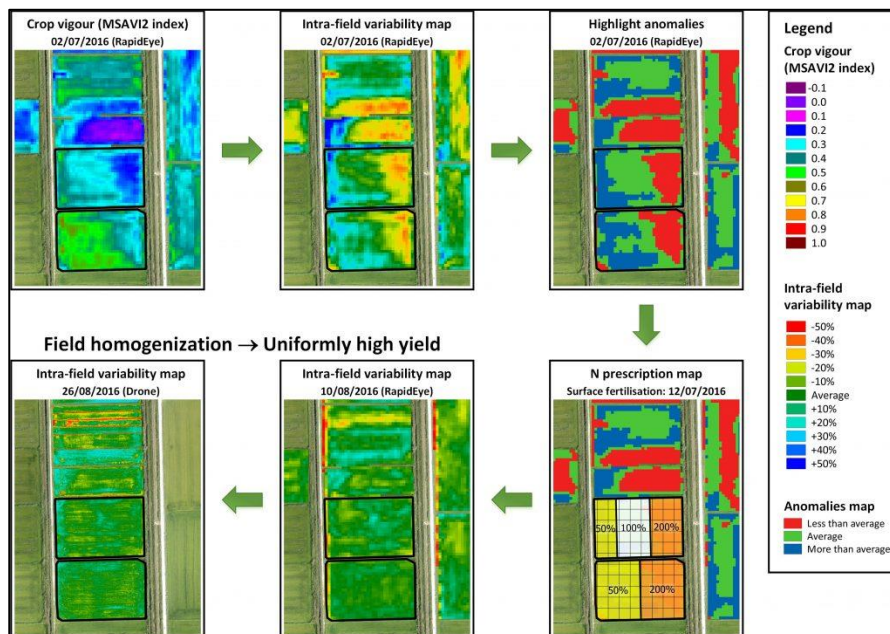 Crop vigour (MSAVI2 index)
02/07/2016 (RapidEye)
Intra-field variability map
02/07/2016 (RapidEye)
Highlight anomalies
02/07/2016 (RapidEye)
Field homogenization → Uniformly high yield
Intra-field variability map
26/08/2016 (Drone)
Intra-field variability map
10/08/2016 (RapidEye)
N prescription map
Surface fertilisation: 12/07/2016
50%
100%
200%
50%
200%
Legend
Crop vigour
(MSAVI2 index)
-0.1
0.0
0.1
0.2
0.3
0.4
0.5
0.6
0.7
0.8
0.9
1.0
Intra-field
variability map
-50%
-40%
-30%
-20%
-10%
Average
+10%
+20%
+30%
+40%
+50%
Anomalies map
Less than average
Average
More than average